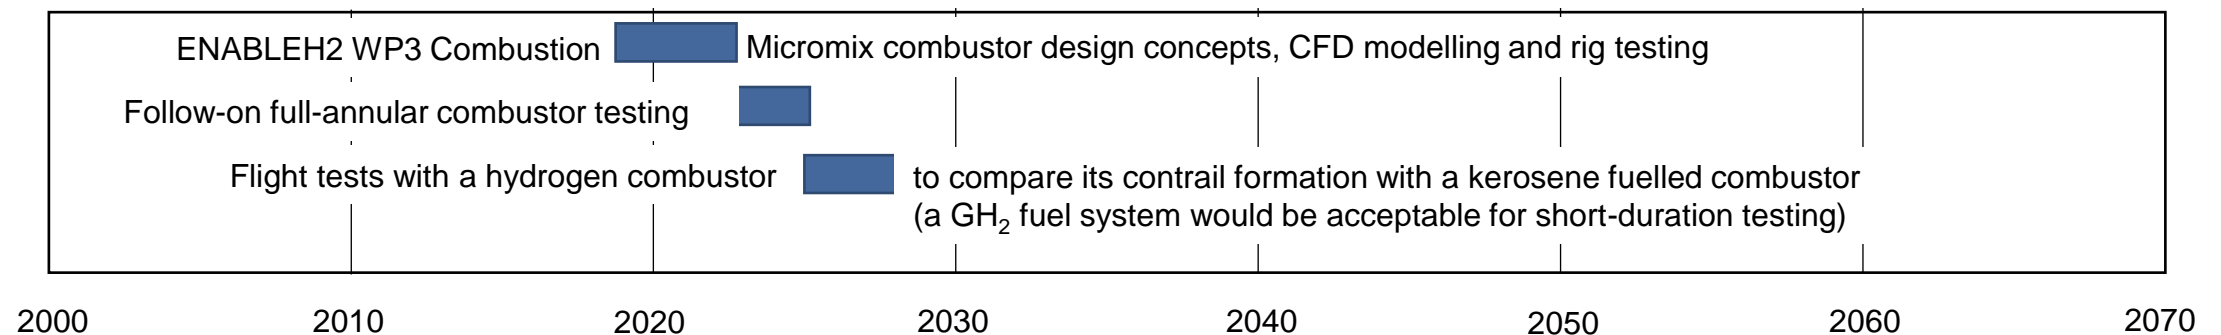 ENABLEH2 WP3 Combustion
Micromix combustor design concepts, CFD modelling and rig testing
Follow-on full-annular combustor testing
Flight tests with a hydrogen combustor
to compare its contrail formation with a kerosene fuelled combustor
(a GH₂ fuel system would be acceptable for short-duration testing)
2000 2010 2020 2030 2040 2050 2060 2070